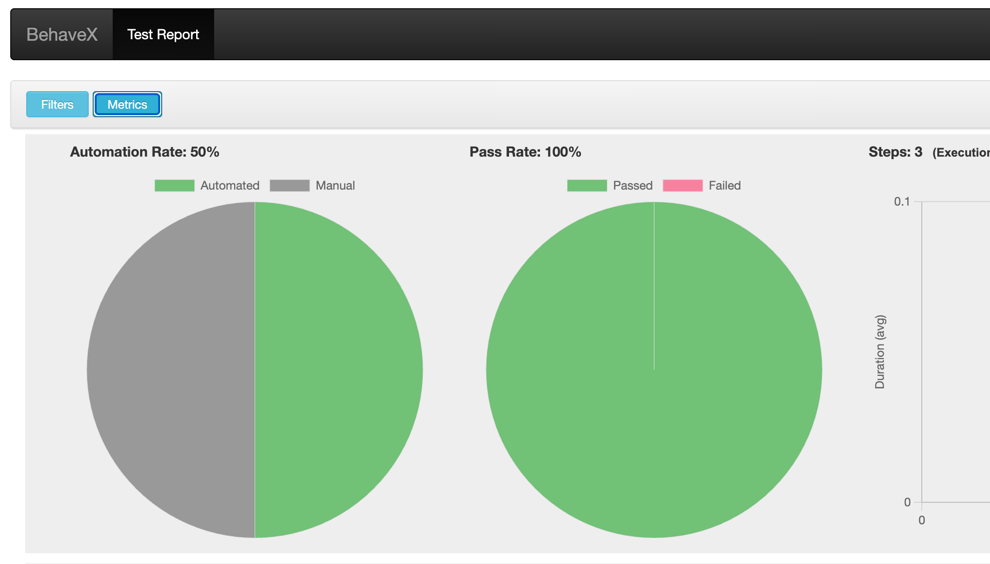 BehaveX Test Report
Filters Metrics
Automation Rate: 50%
Automated Manual
Pass Rate: 100%
Passed Failed
Steps: 3 (Execution
0.1
Duration (avg)
0
0